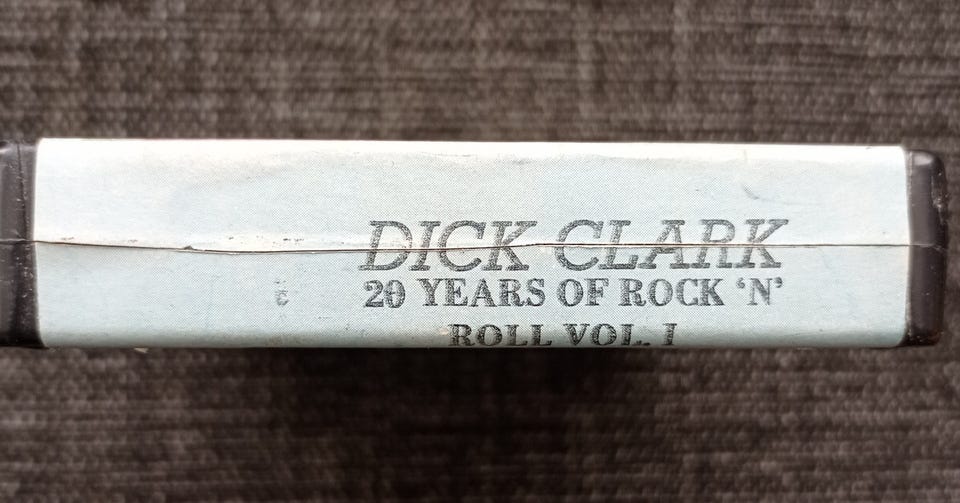 DICK CLARK
20 YEARS OF ROCK ‘N’
ROLL VOL. I